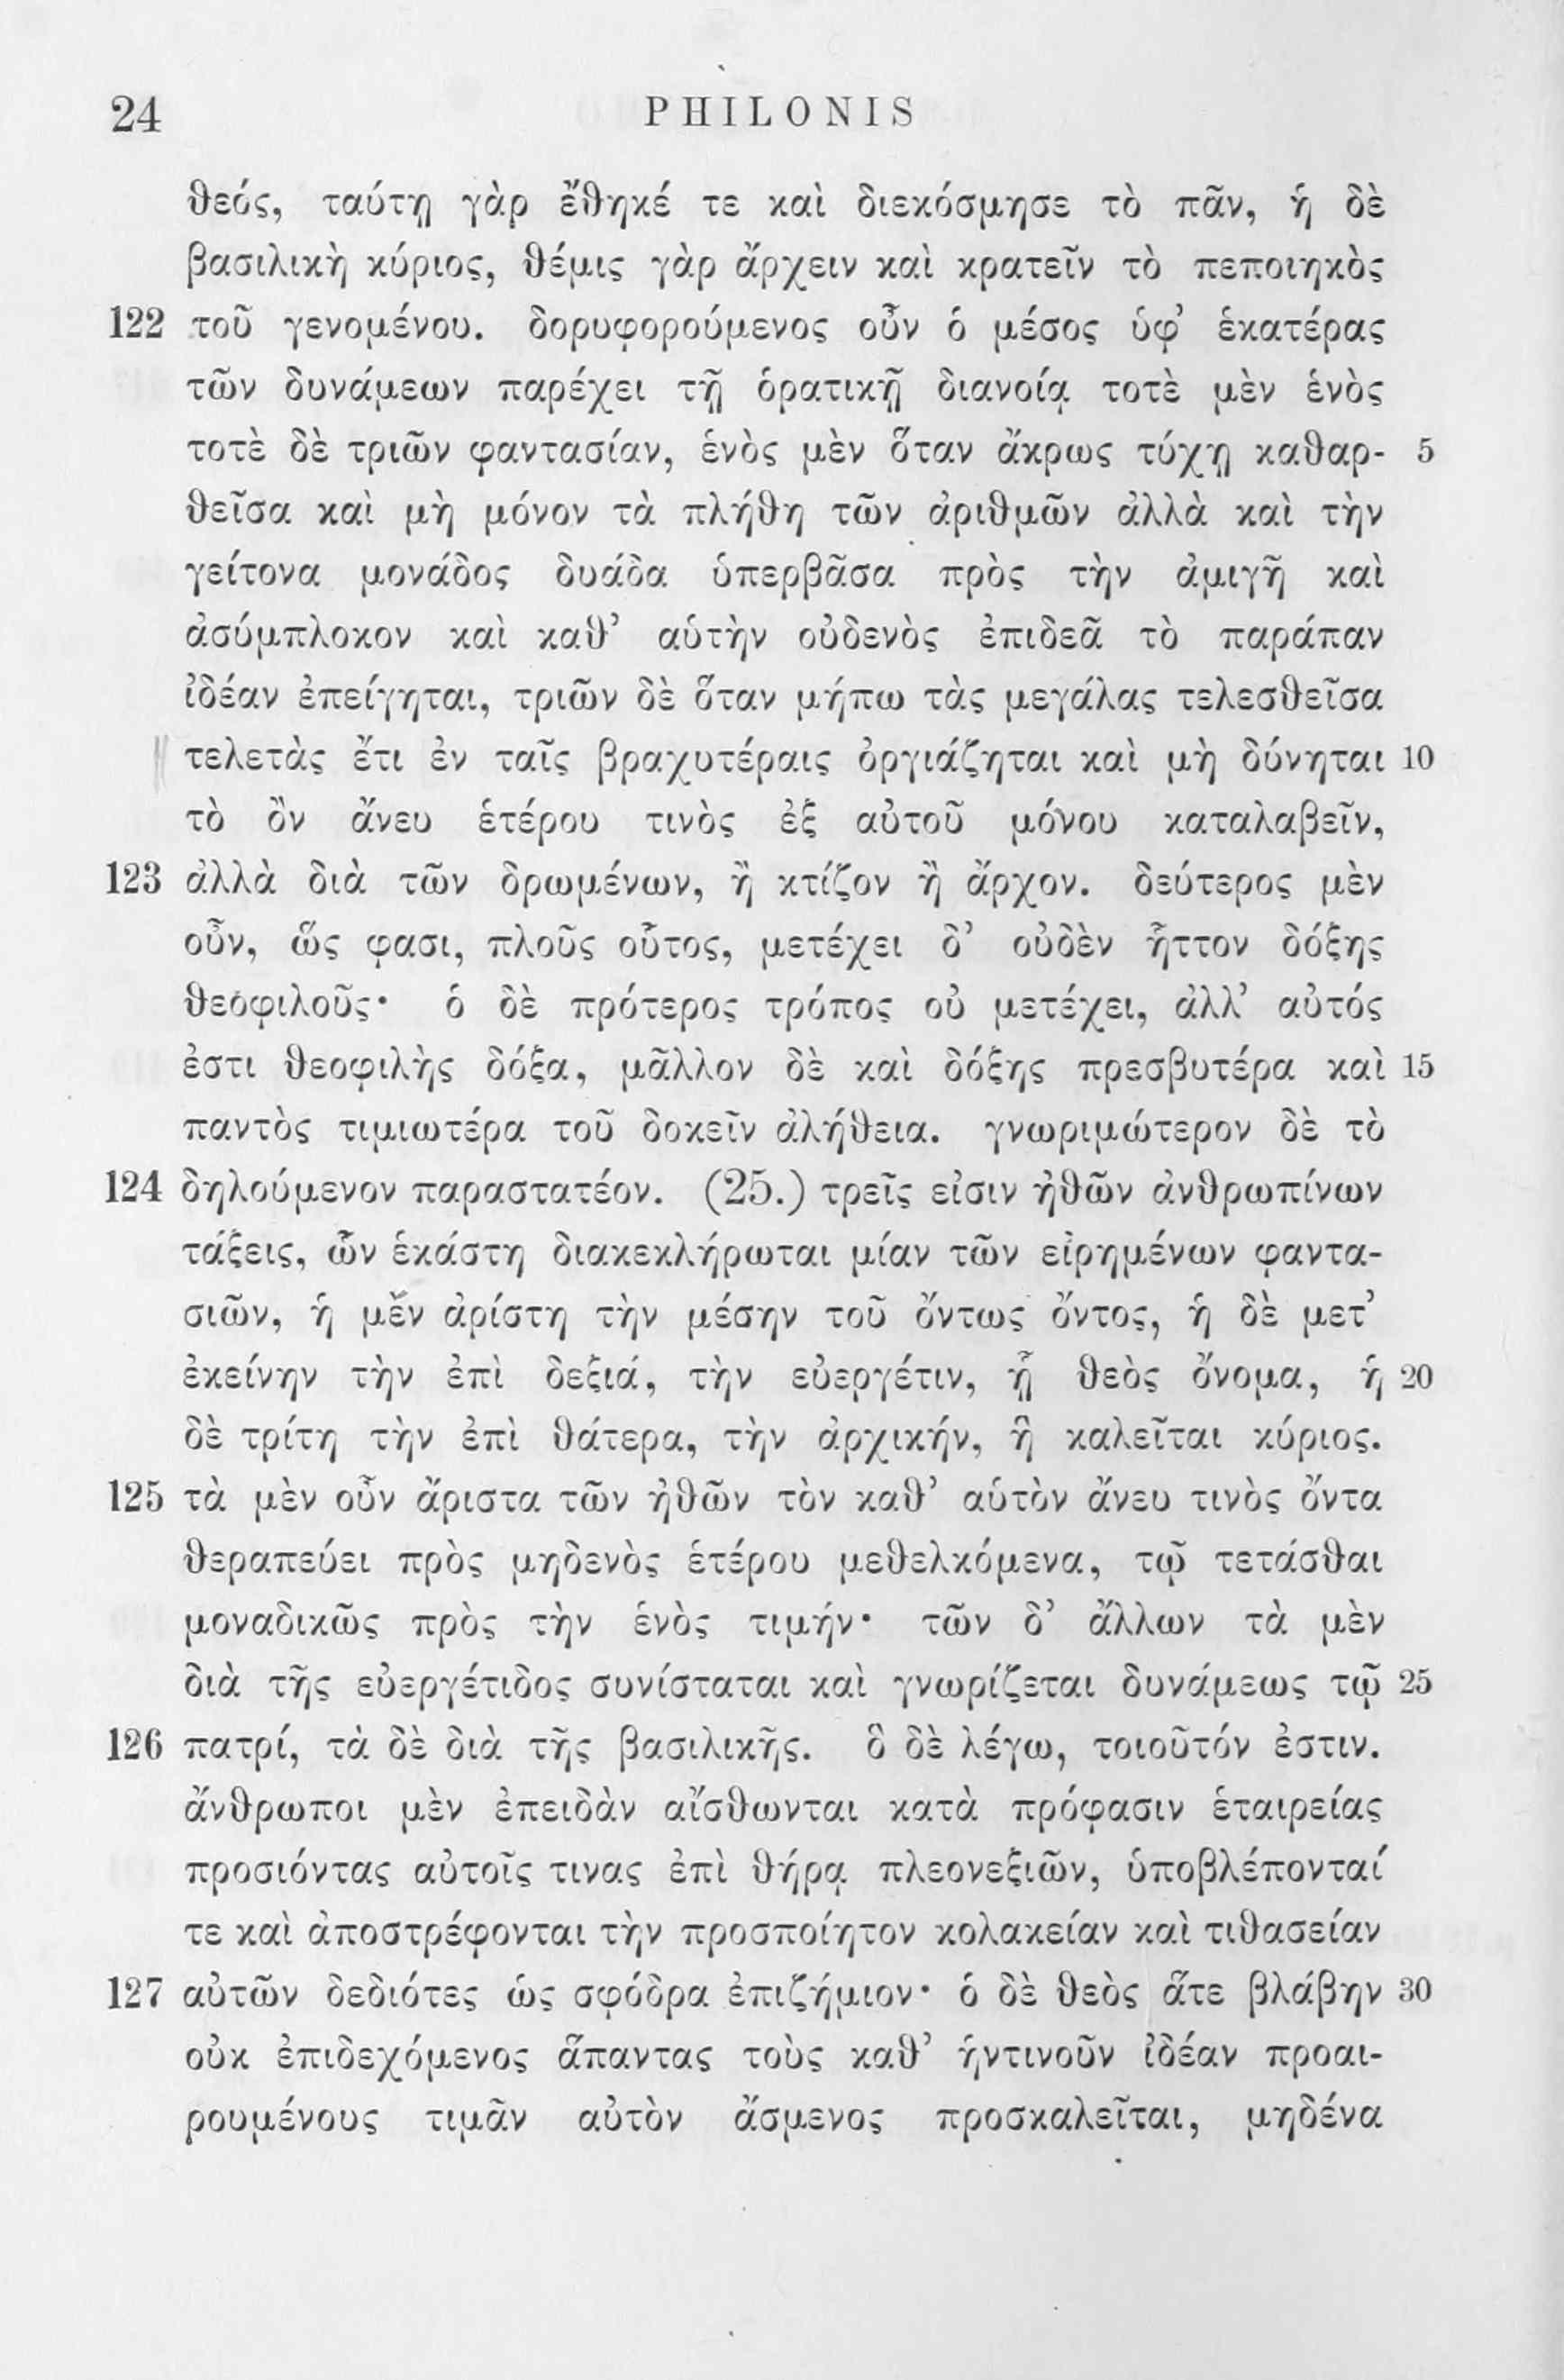 24 PHILONIS
θεός, ταύτῃ γὰρ ἔθηκέ τε καὶ διεκόσμησε τὸ πᾶν, ἡ δὲ
βασιλικὴ κύριος, θέμις γὰρ ἄρχειν καὶ κρατεῖν τὸ πεποιηκὸς
122 τοῦ γενομένου. δορυφορούμενος οὖν ὁ μέσος ὑφ’ ἑκατέρας
τῶν δυνάμεων παρέχει τῇ ὁρατικῇ διανοίᾳ τοτὲ μὲν ἑνὸς
τοτὲ δὲ τριῶν φαντασίαν, ἑνὸς μὲν ὅταν ἄκρως τύχῃ καθαρ- 5
θεῖσα καὶ μὴ μόνον τὰ πλήθη τῶν ἀριθμῶν ἀλλὰ καὶ τὴν
γείτονα μονάδος δυάδα ὑπερβᾶσα πρὸς τὴν ἀμιγῆ καὶ
ἀσύμπλοκον καὶ καθ’ αὑτὴν οὐδενὸς ἐπιδεᾶ τὸ παράπαν
ἰδέαν ἐπείγηται, τριῶν δὲ ὅταν μήπω τὰς μεγάλας τελεσθεῖσα
τελετὰς ἔτι ἐν ταῖς βραχυτέραις ὀργιάζηται καὶ μὴ δύνηται 10
τὸ ὂν ἄνευ ἑτέρου τινὸς ἐξ αὐτοῦ μόνου καταλαβεῖν,
123 ἀλλὰ διὰ τῶν δρωμένων, ἢ κτίζον ἢ ἄρχον. δεύτερος μὲν
οὖν, ὥς φασι, πλοῦς οὗτος, μετέχει δ’ οὐδὲν ἧττον δόξης
θεοφιλοῦς· ὁ δὲ πρότερος τρόπος οὐ μετέχει, ἀλλ’ αὐτός
ἐστι θεοφιλὴς δόξα, μᾶλλον δὲ καὶ δόξης πρεσβυτέρα καὶ 15
παντὸς τιμιωτέρα τοῦ δοκεῖν ἀλήθεια. γνωριμώτερον δὲ τὸ
124 δηλούμενον παραστατέον. (25.) τρεῖς εἰσιν ἠθῶν ἀνθρωπίνων
τάξεις, ὧν ἑκάστη διακεκλήρωται μίαν τῶν εἰρημένων φαντα-
σιῶν, ἡ μὲν ἀρίστη τὴν μέσην τοῦ ὄντως ὄντος, ἡ δὲ μετ’
ἐκείνην τὴν ἐπὶ δεξιά, τὴν εὐεργέτιν, ᾗ θεὸς ὄνομα, ἡ 20
δὲ τρίτη τὴν ἐπὶ θάτερα, τὴν ἀρχικήν, ἣ καλεῖται κύριος.
125 τὰ μὲν οὖν ἄριστα τῶν ἠθῶν τὸν καθ’ αὑτὸν ἄνευ τινὸς ὄντα
θεραπεύει πρὸς μηδενὸς ἑτέρου μεθελκόμενα, τῷ τετάσθαι
μοναδικῶς πρὸς τὴν ἑνὸς τιμήν· τῶν δ’ ἄλλων τὰ μὲν
διὰ τῆς εὐεργέτιδος συνίσταται καὶ γνωρίζεται δυνάμεως τῷ 25
126 πατρί, τὰ δὲ διὰ τῆς βασιλικῆς. ὃ δὲ λέγω, τοιοῦτόν ἐστιν.
ἄνθρωποι μὲν ἐπειδὰν αἴσθωνται κατὰ πρόφασιν ἑταιρείας
προσιόντας αὐτοῖς τινας ἐπὶ θήρᾳ πλεονεξιῶν, ὑποβλέπονταί
τε καὶ ἀποστρέφονται τὴν προσποίητον κολακείαν καὶ τιθασείαν
127 αὐτῶν δεδιότες ὡς σφόδρα ἐπιζήμιον· ὁ δὲ θεὸς ἅτε βλάβην 30
οὐκ ἐπιδεχόμενος ἅπαντας τοὺς καθ’ ἡντινοῦν ἰδέαν προαι-
ρουμένους τιμᾶν αὐτὸν ἄσμενος προσκαλεῖται, μηδένα